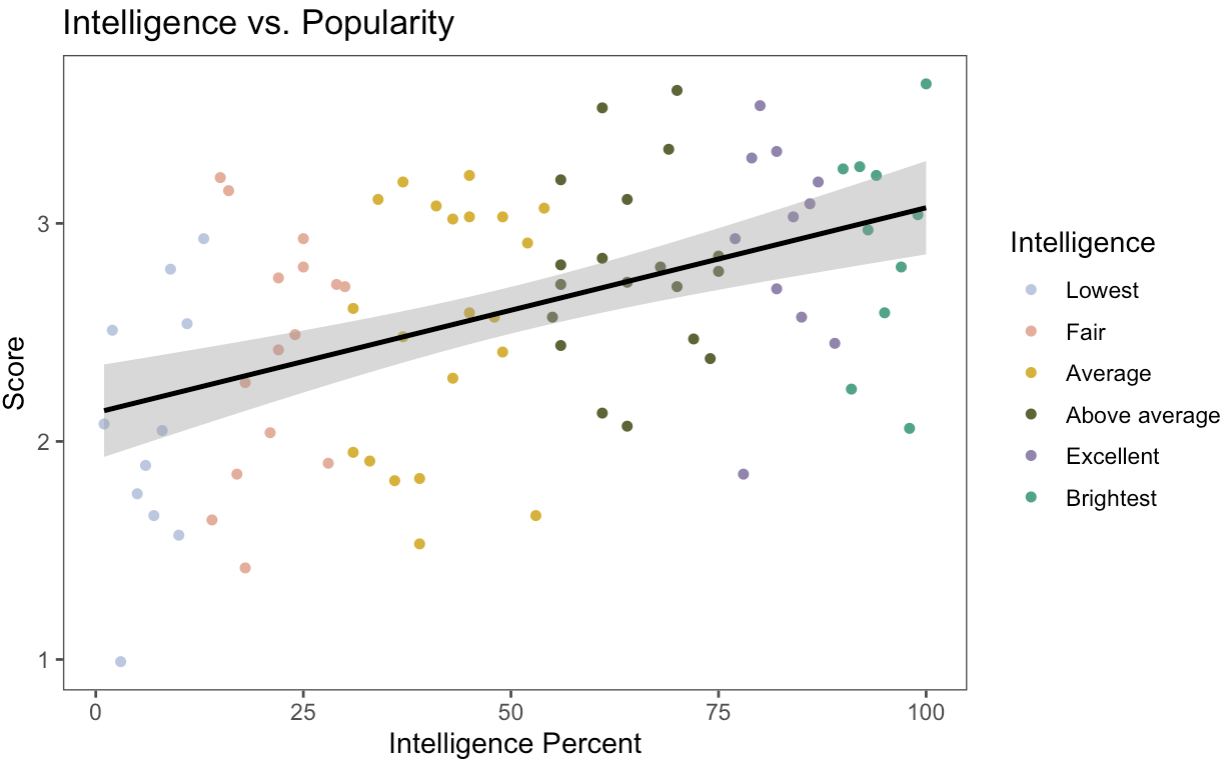 Intelligence vs. Popularity
Score
3
2
1
0 25 50 75 100
Intelligence Percent
Intelligence
Lowest
Fair
Average
Above average
Excellent
Brightest